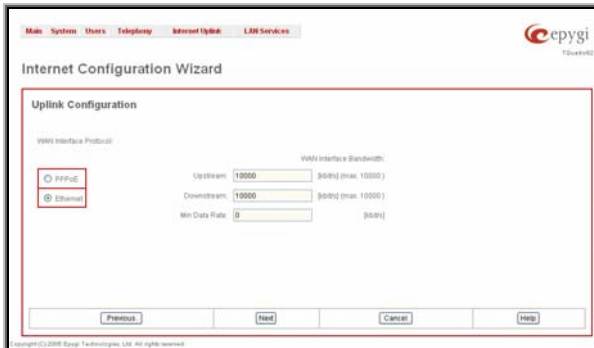 Main System Users Telephony Internet Uplink LAN Services
epygi
Internet Configuration Wizard
Uplink Configuration
WAN Interface Protocol:
WAN Interface Bandwidth:
PPPoE
Upstream: 10000 [kbit/s] (max. 10000 )
Ethernet
Downstream: 10000 [kbit/s] (max. 10000 )
Min Data Rate: 0 [kbit/s]
Previous Next Cancel Help
Copyright (C) 2006 Epygi Technologies, Ltd. All rights reserved.